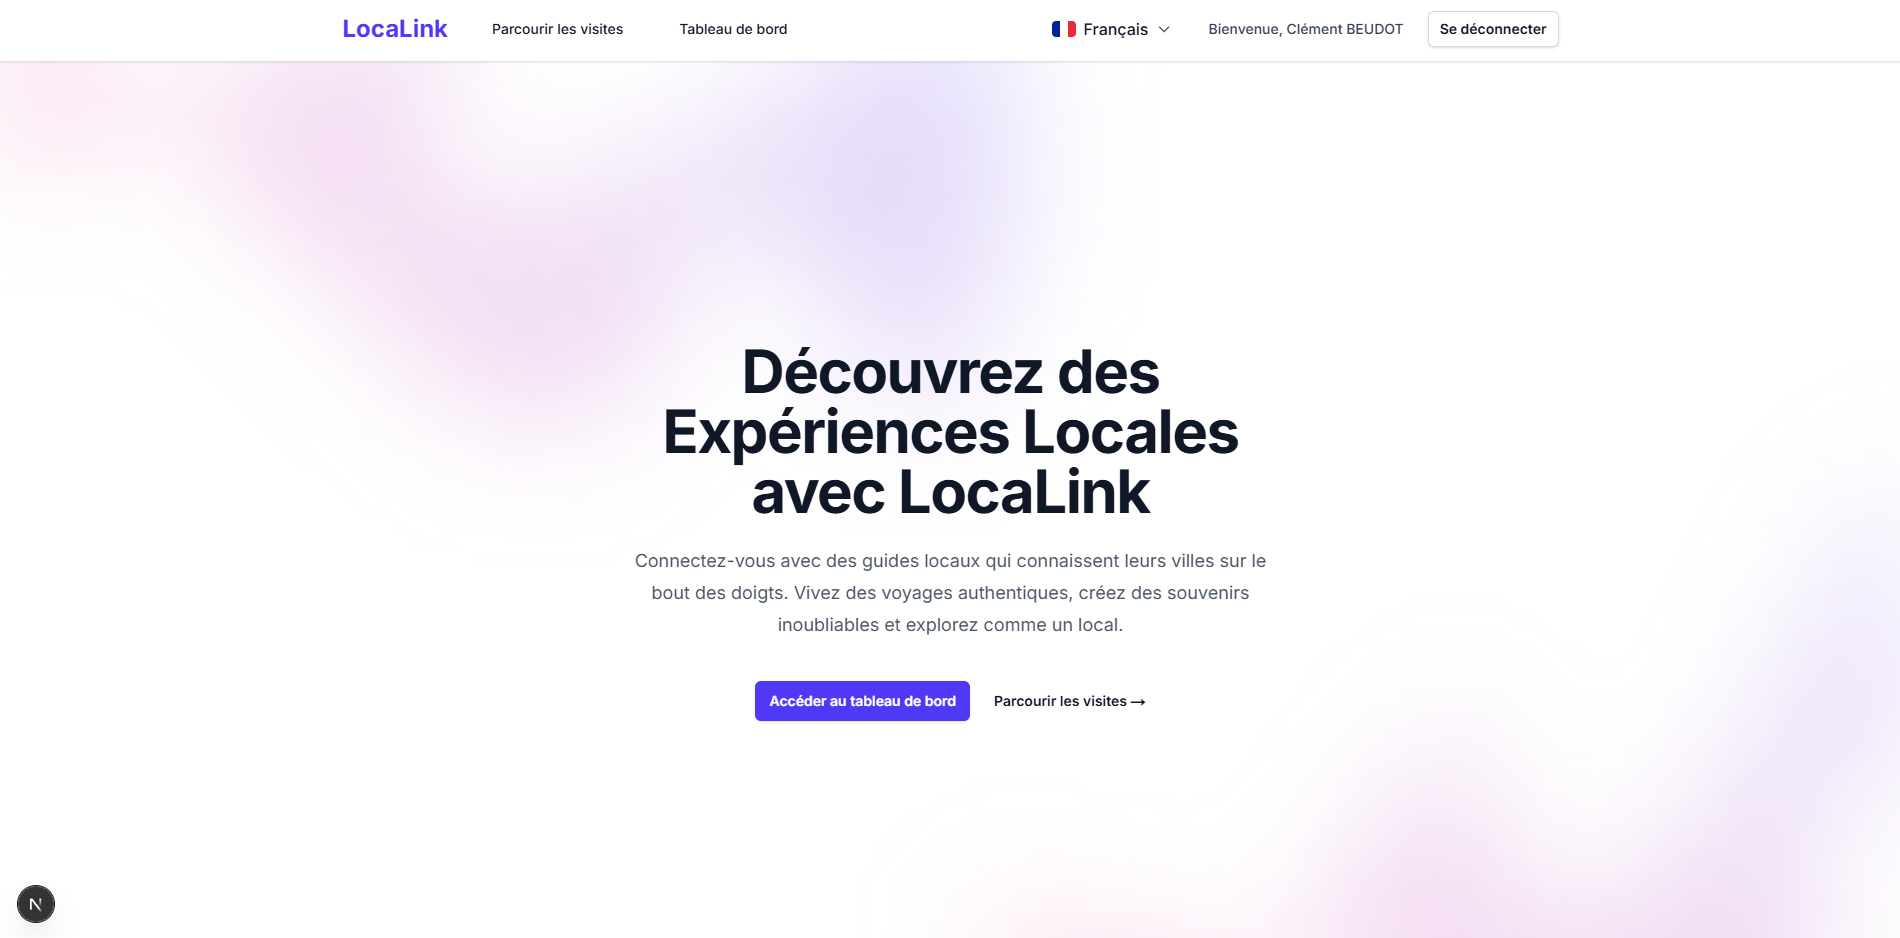 LocaLink
Parcourir les visites
Tableau de bord
Français
Bienvenue, Clément BEUDOT
Se déconnecter
Découvrez des
Expériences Locales
avec LocaLink
Connectez-vous avec des guides locaux qui connaissent leurs villes sur le
bout des doigts. Vivez des voyages authentiques, créez des souvenirs
inoubliables et explorez comme un local.
Accéder au tableau de bord
Parcourir les visites →
N